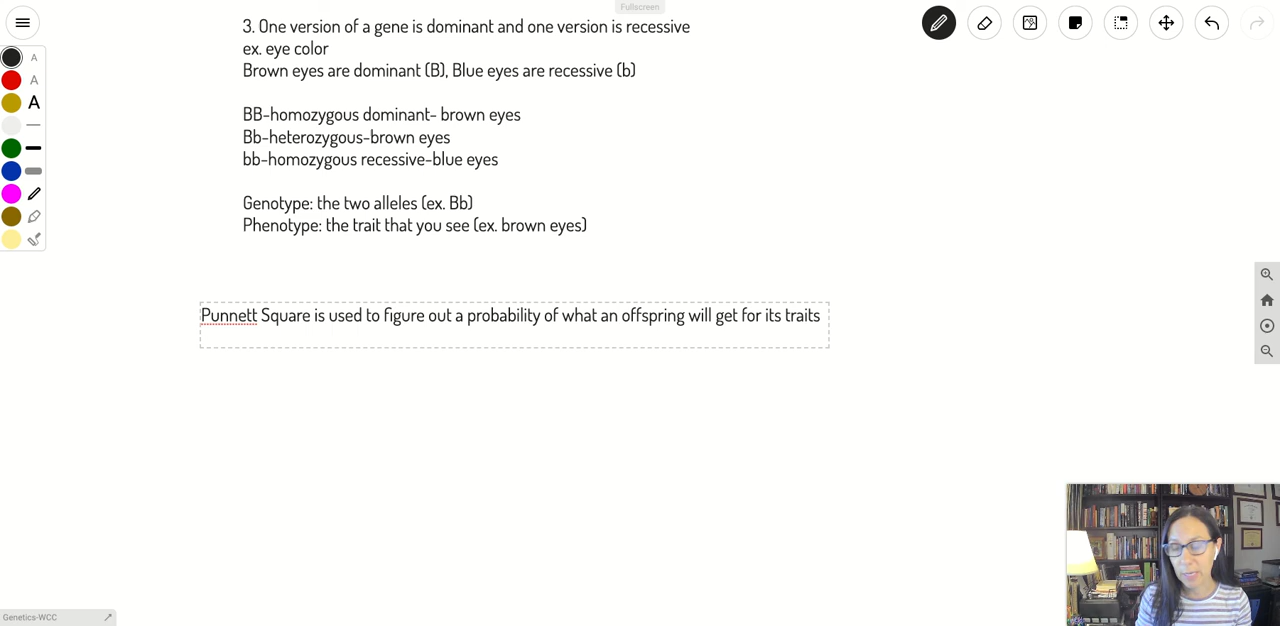 Fullscreen
3. One version of a gene is dominant and one version is recessive
ex. eye color
Brown eyes are dominant (B), Blue eyes are recessive (b)
BB-homozygous dominant- brown eyes
Bb-heterozygous-brown eyes
bb-homozygous recessive-blue eyes
Genotype: the two alleles (ex. Bb)
Phenotype: the trait that you see (ex. brown eyes)
Punnett Square is used to figure out a probability of what an offspring will get for its traits
A
A
A
Genetics-WCC